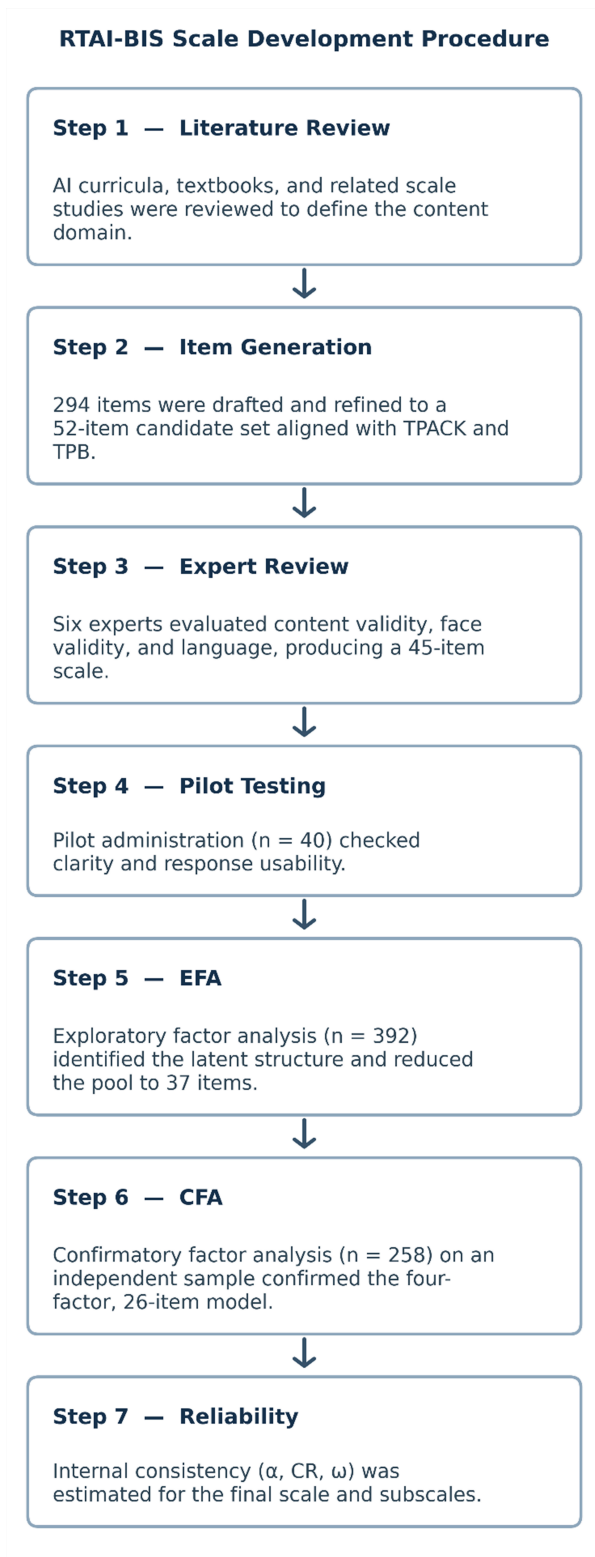 RTAI-BIS Scale Development Procedure
Step 1 — Literature Review
AI curricula, textbooks, and related scale
studies were reviewed to define the content
domain.
Step 2 — Item Generation
294 items were drafted and refined to a
52-item candidate set aligned with TPACK and
TPB.
Step 3 — Expert Review
Six experts evaluated content validity, face
validity, and language, producing a 45-item
scale.
Step 4 — Pilot Testing
Pilot administration (n = 40) checked
clarity and response usability.
Step 5 — EFA
Exploratory factor analysis (n = 392)
identified the latent structure and reduced
the pool to 37 items.
Step 6 — CFA
Confirmatory factor analysis (n = 258) on an
independent sample confirmed the four-
factor, 26-item model.
Step 7 — Reliability
Internal consistency (α, CR, ω) was
estimated for the final scale and subscales.